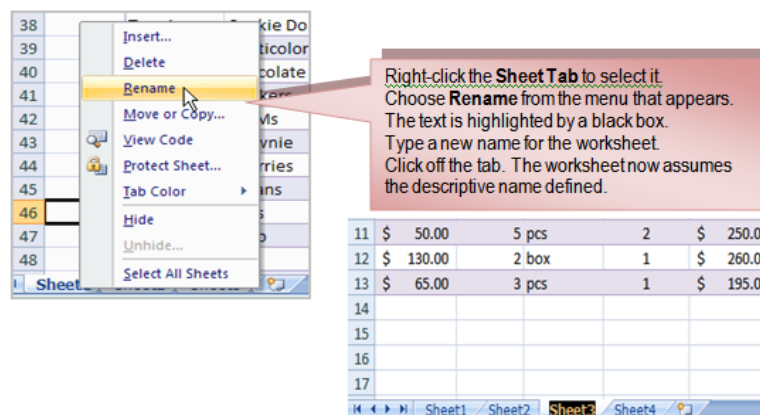 38
kie Do
39
Insert...
ticolor
40
Delete
colate
41
Rename
kers
42
Move or Copy...
Ms
43
View Code
wnie
44
Protect Sheet...
rries
45
Tab Color
ans
46
Hide
s
47
Unhide...
48
Select All Sheets
Sheet
Right-click the Sheet Tab to select it.
Choose Rename from the menu that appears.
The text is highlighted by a black box.
Type a new name for the worksheet.
Click off the tab. The worksheet now assumes
the descriptive name defined.
11 $ 50.00 5 pcs 2 $ 250.0
12 $ 130.00 2 box 1 $ 260.0
13 $ 65.00 3 pcs 1 $ 195.0
14
15
16
17
Sheet1 Sheet2 Sheet3 Sheet4